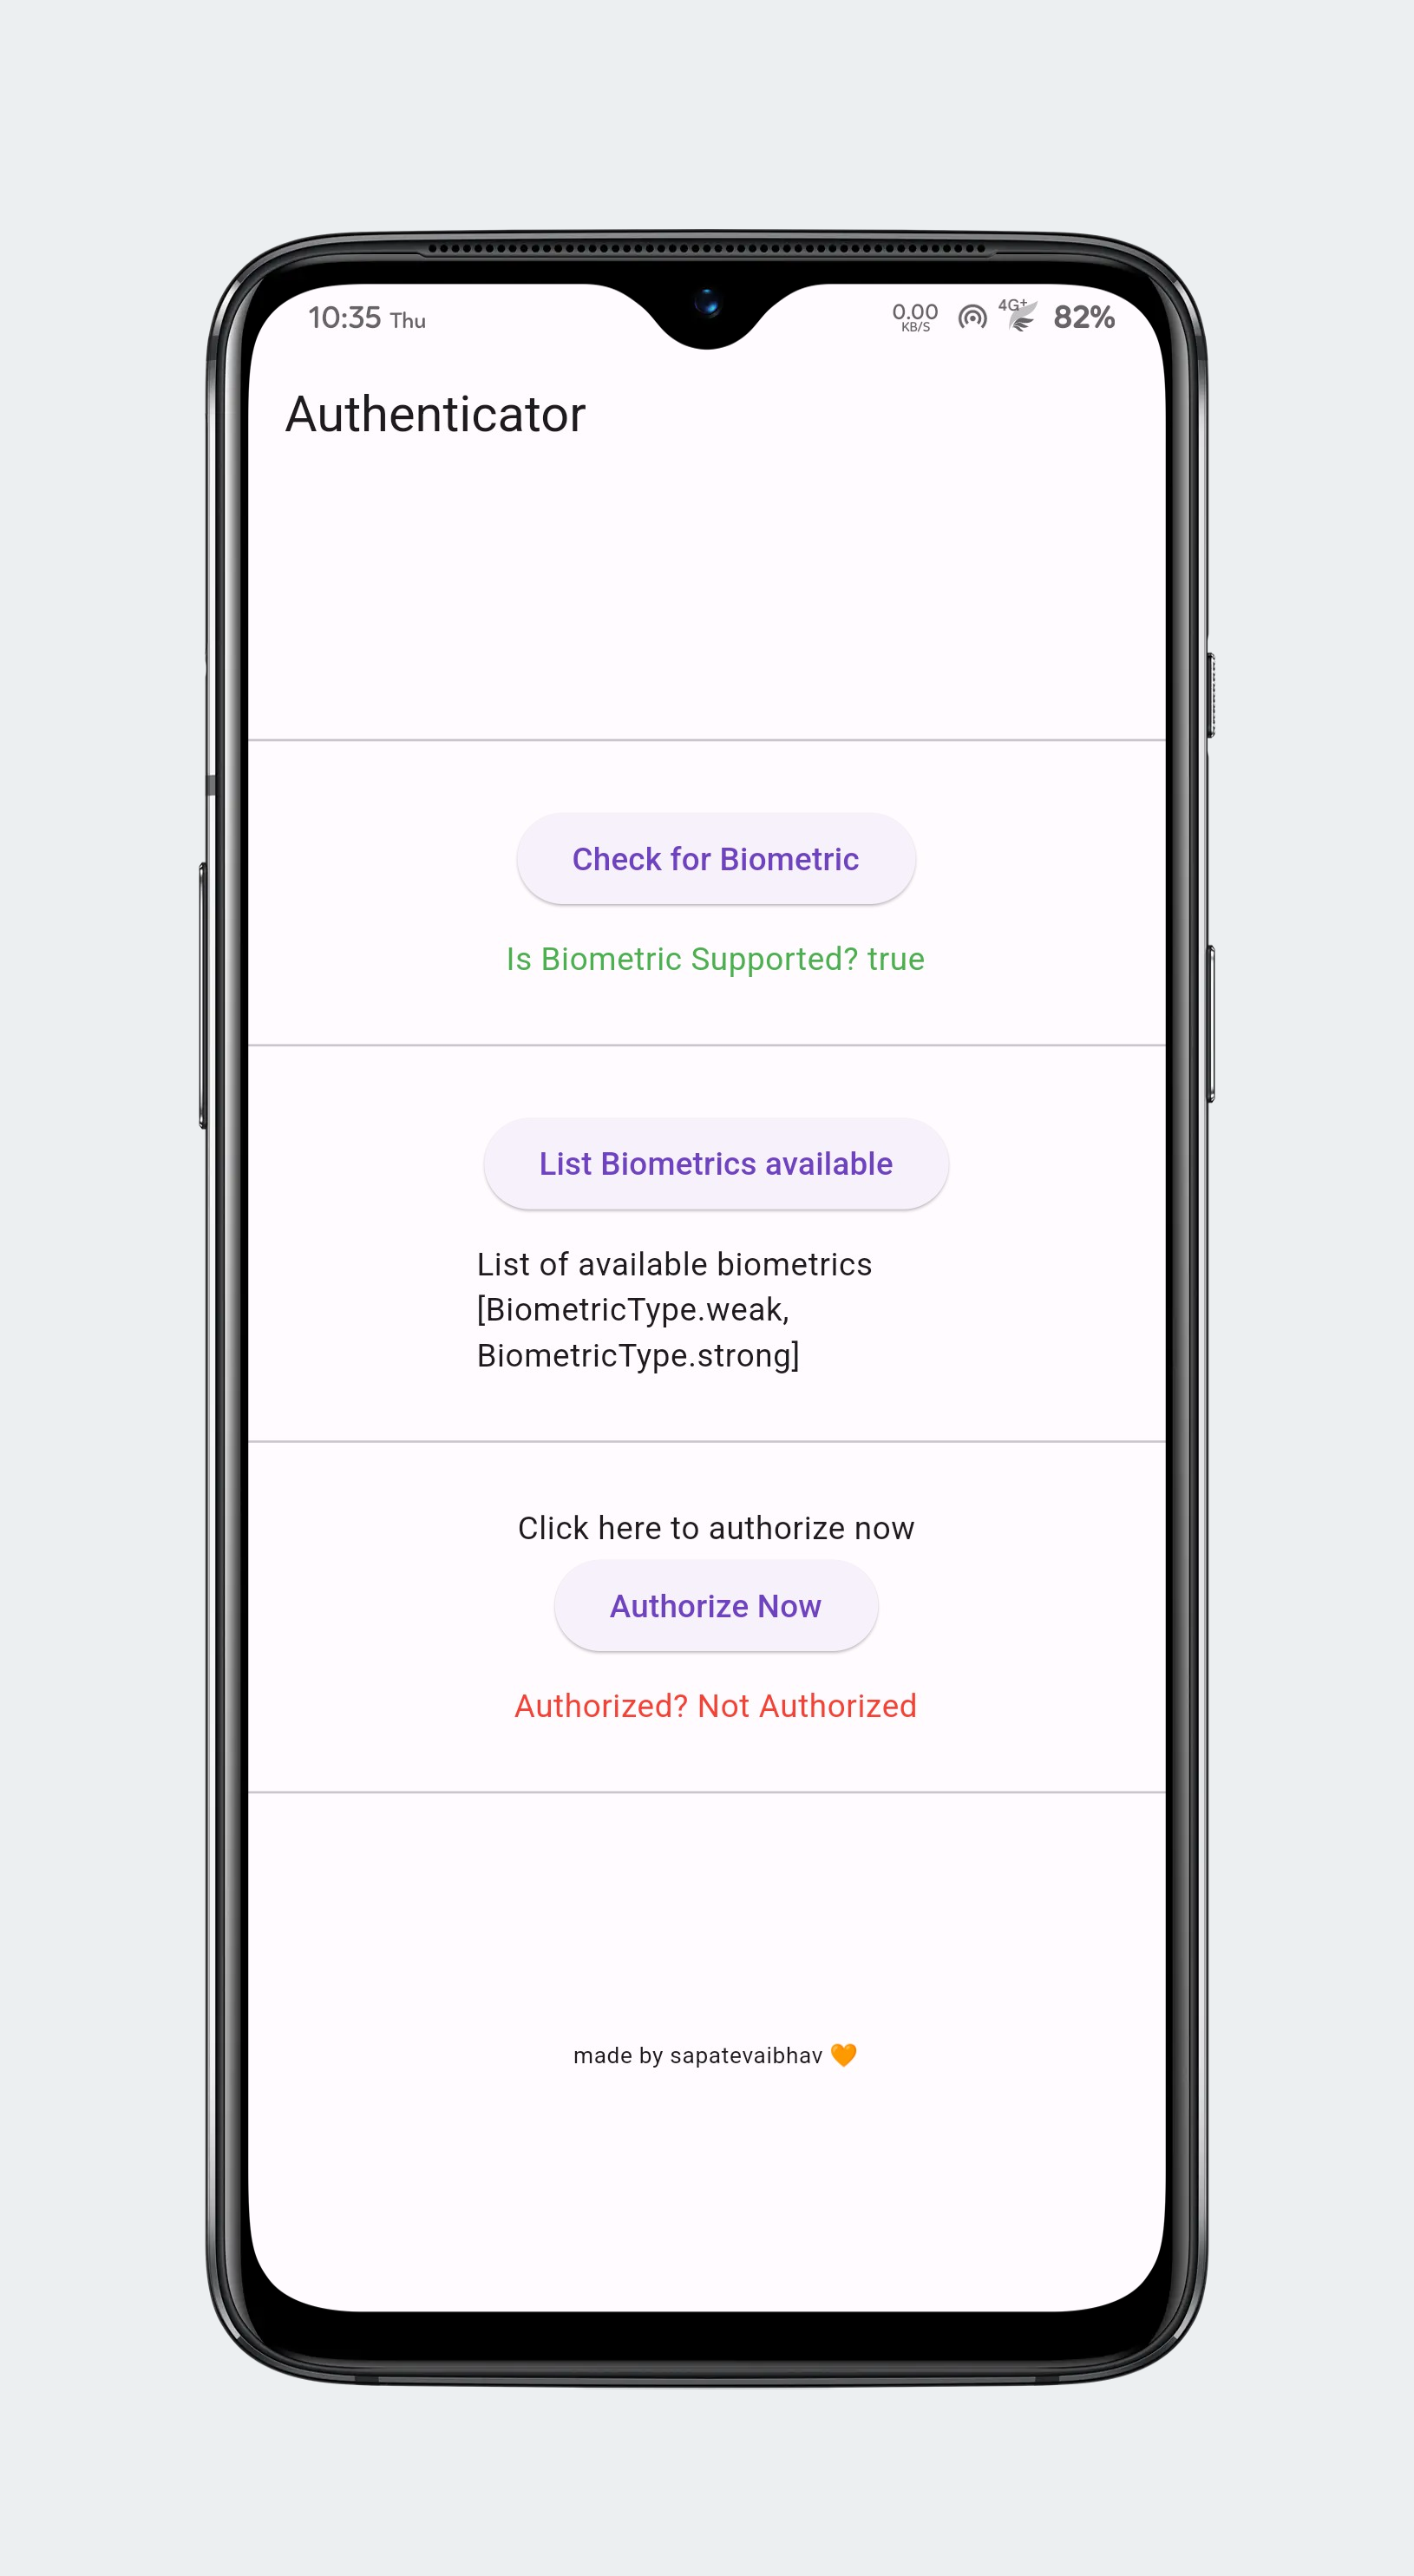 10:35 Thu
0.00 KB/S 4G+ 82%
Authenticator
Check for Biometric
Is Biometric Supported? true
List Biometrics available
List of available biometrics
[BiometricType.weak,
BiometricType.strong]
Click here to authorize now
Authorize Now
Authorized? Not Authorized
made by sapatevaibhav 🧡